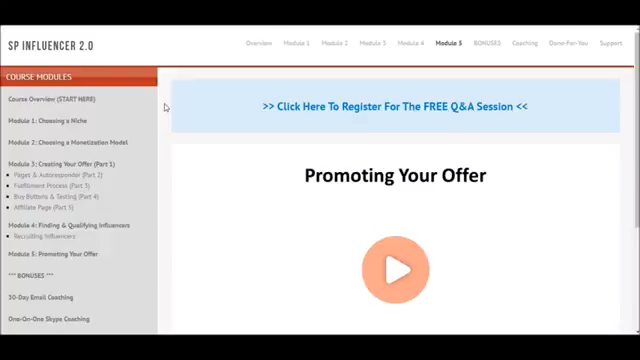 SP INFLUENCER 2.0
Overview Module 1 Module 2 Module 3 Module 4 Module 5 BONUSES Coaching Done-For-You Support
COURSE MODULES
Course Overview (START HERE)
Module 1: Choosing a Niche
Module 2: Choosing a Monetization Model
Module 3: Creating Your Offer (Part 1)
Pages & Autoresponder (Part 2)
Fulfillment Process (Part 3)
Buy Buttons & Testing (Part 4)
Affiliate Page (Part 5)
Module 4: Finding & Qualifying Influencers
Recruiting Influencers
Module 5: Promoting Your Offer
*** BONUSES ***
30-Day Email Coaching
One-On-One Skype Coaching
>> Click Here To Register For The FREE Q&A Session <<
Promoting Your Offer